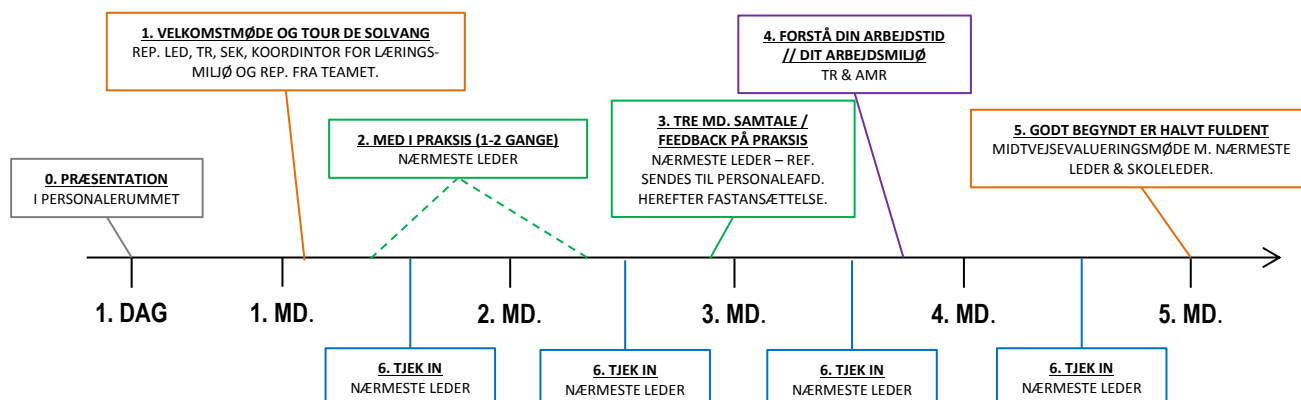 1. VELKOMSTMØDE OG TOUR DE SOLVANG
REP. LED, TR, SEK, KOORDINTOR FOR LÆRINGS-
MILJØ OG REP. FRA TEAMET.
4. FORSTÅ DIN ARBEJDSTID
// DIT ARBEJDSMILJØ
TR & AMR
2. MED I PRAKSIS (1-2 GANGE)
NÆRMESTE LEDER
3. TRE MD. SAMTALE /
FEEDBACK PÅ PRAKSIS
NÆRMESTE LEDER – REF.
SENDES TIL PERSONALEAFD.
HEREFTER FASTANSÆTTELSE.
5. GODT BEGYNDT ER HALVT FULDENT
MIDTVEJSEVALUERINGSMØDE M. NÆRMESTE
LEDER & SKOLELEDER.
0. PRÆSENTATION
I PERSONALERUMMET
1. DAG
1. MD.
2. MD.
3. MD.
4. MD.
5. MD.
6. TJEK IN
NÆRMESTE LEDER
6. TJEK IN
NÆRMESTE LEDER
6. TJEK IN
NÆRMESTE LEDER
6. TJEK IN
NÆRMESTE LEDER